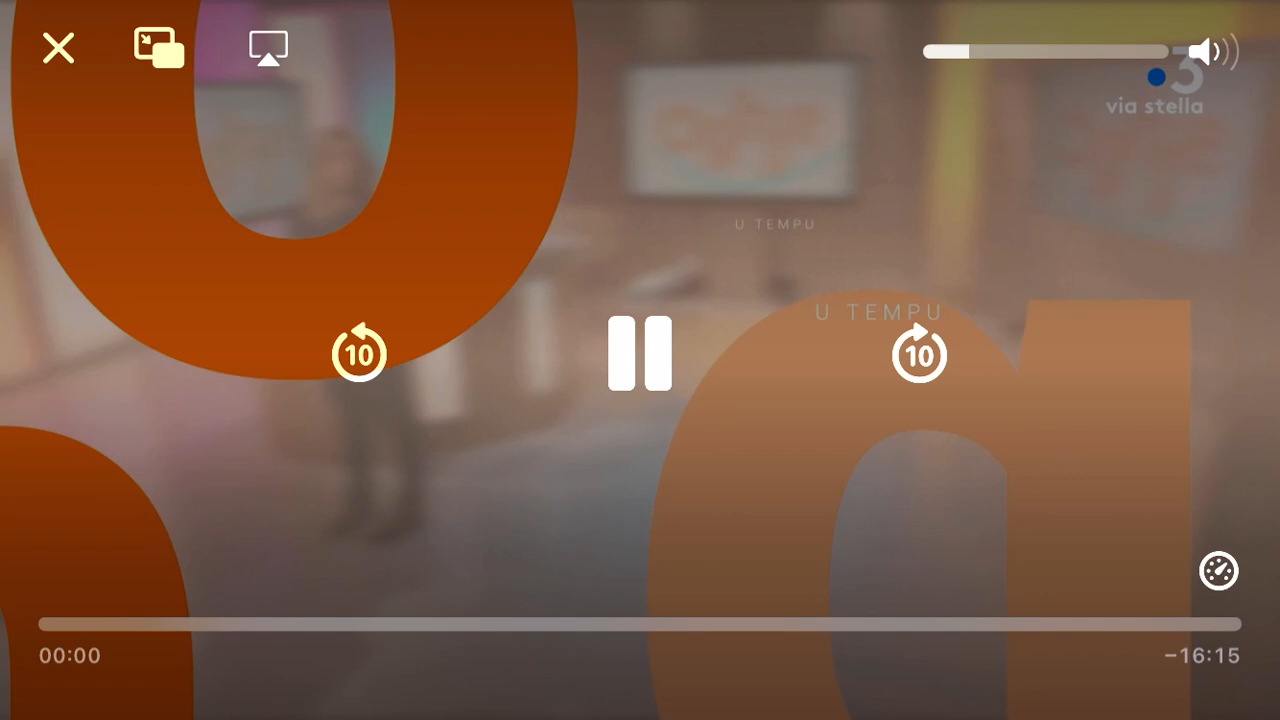 3
via stella
U TEMPU
U TEMPU
10
10
00:00
−16:15